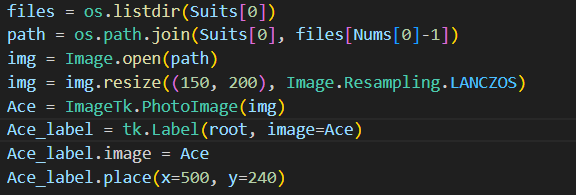 files = os.listdir(Suits[0])
path = os.path.join(Suits[0], files[Nums[0]-1])
img = Image.open(path)
img = img.resize((150, 200), Image.Resampling.LANCZOS)
Ace = ImageTk.PhotoImage(img)
Ace_label = tk.Label(root, image=Ace)
Ace_label.image = Ace
Ace_label.place(x=500, y=240)